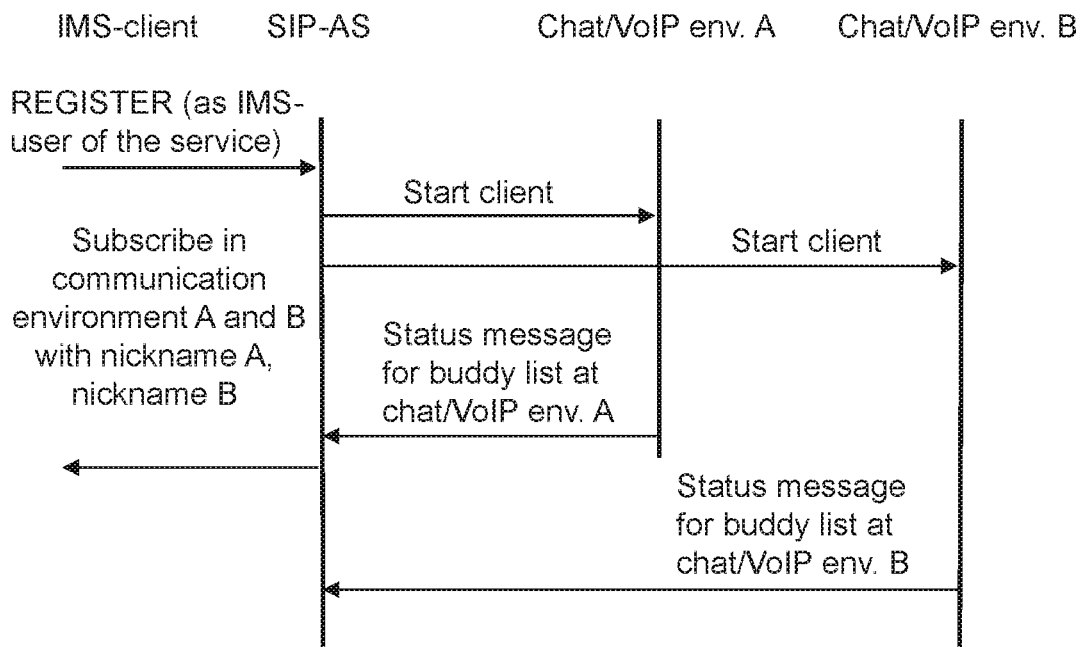 IMS-client SIP-AS Chat/VoIP env. A Chat/VoIP env. B
REGISTER (as IMS-
user of the service)
Start client
Subscribe in
communication
environment A and B
with nickname A,
nickname B
Start client
Status message
for buddy list at
chat/VoIP env. A
Status message
for buddy list at
chat/VoIP env. B